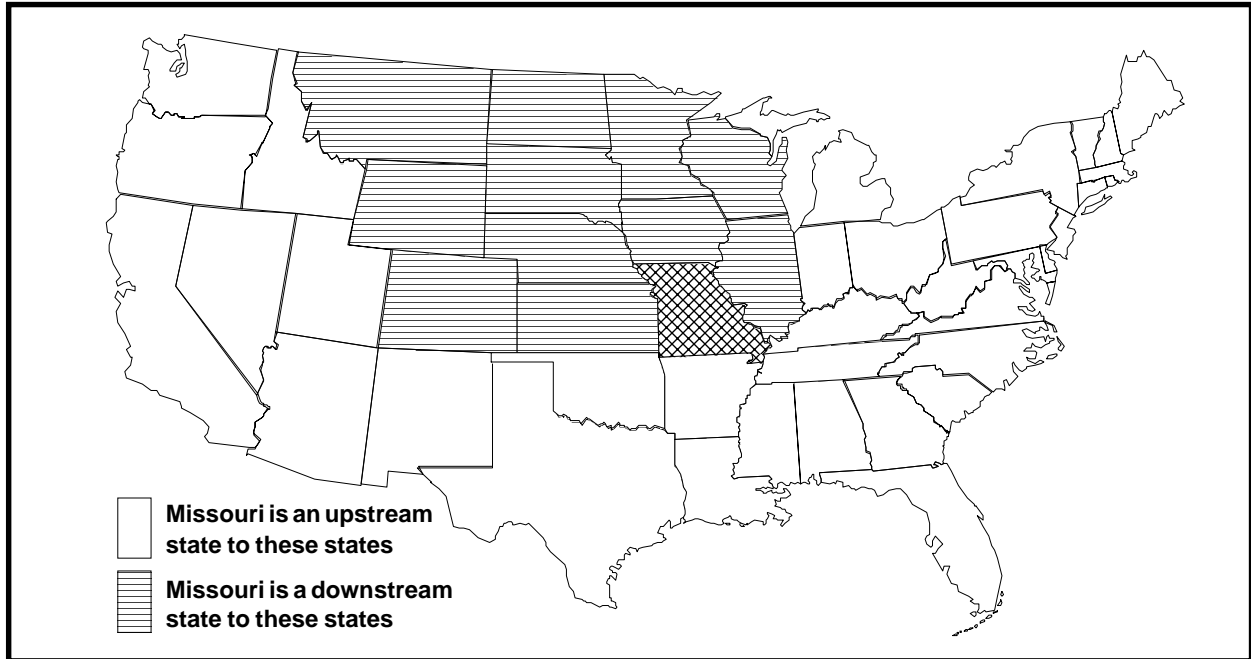 Missouri is an upstream
state to these states
Missouri is a downstream
state to these states